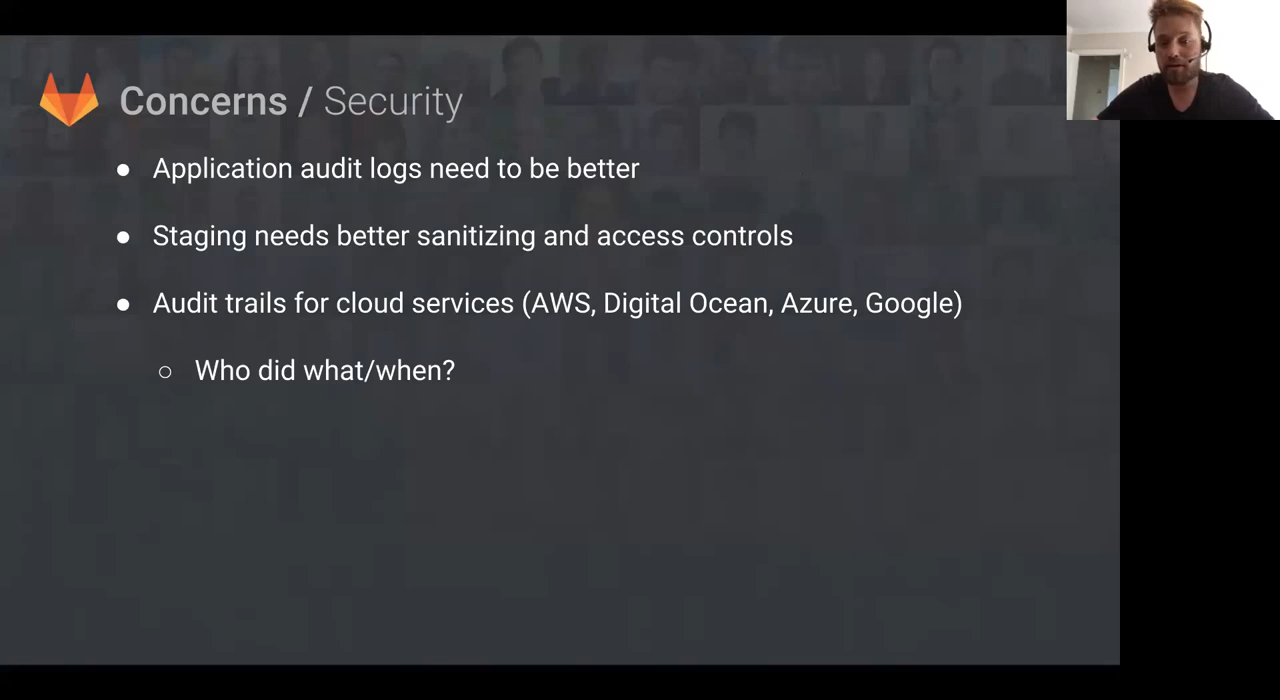 Concerns / Security
● Application audit logs need to be better
● Staging needs better sanitizing and access controls
● Audit trails for cloud services (AWS, Digital Ocean, Azure, Google)
○ Who did what/when?